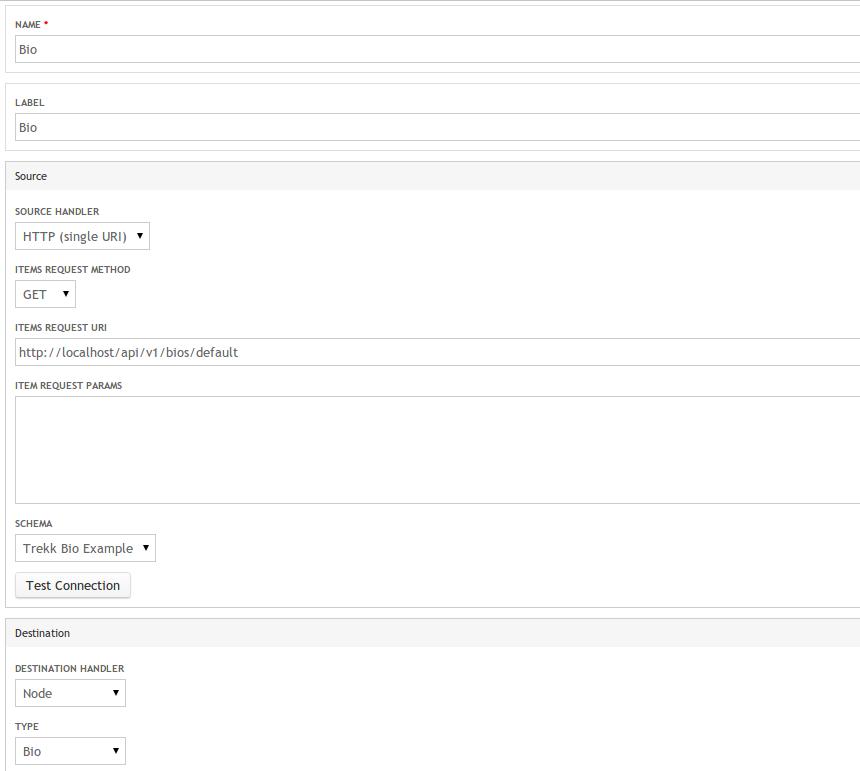 NAME *
Bio
LABEL
Bio
Source
SOURCE HANDLER
HTTP (single URI)
ITEMS REQUEST METHOD
GET
ITEMS REQUEST URI
http://localhost/api/v1/bios/default
ITEM REQUEST PARAMS
SCHEMA
Trekk Bio Example
Test Connection
Destination
DESTINATION HANDLER
Node
TYPE
Bio